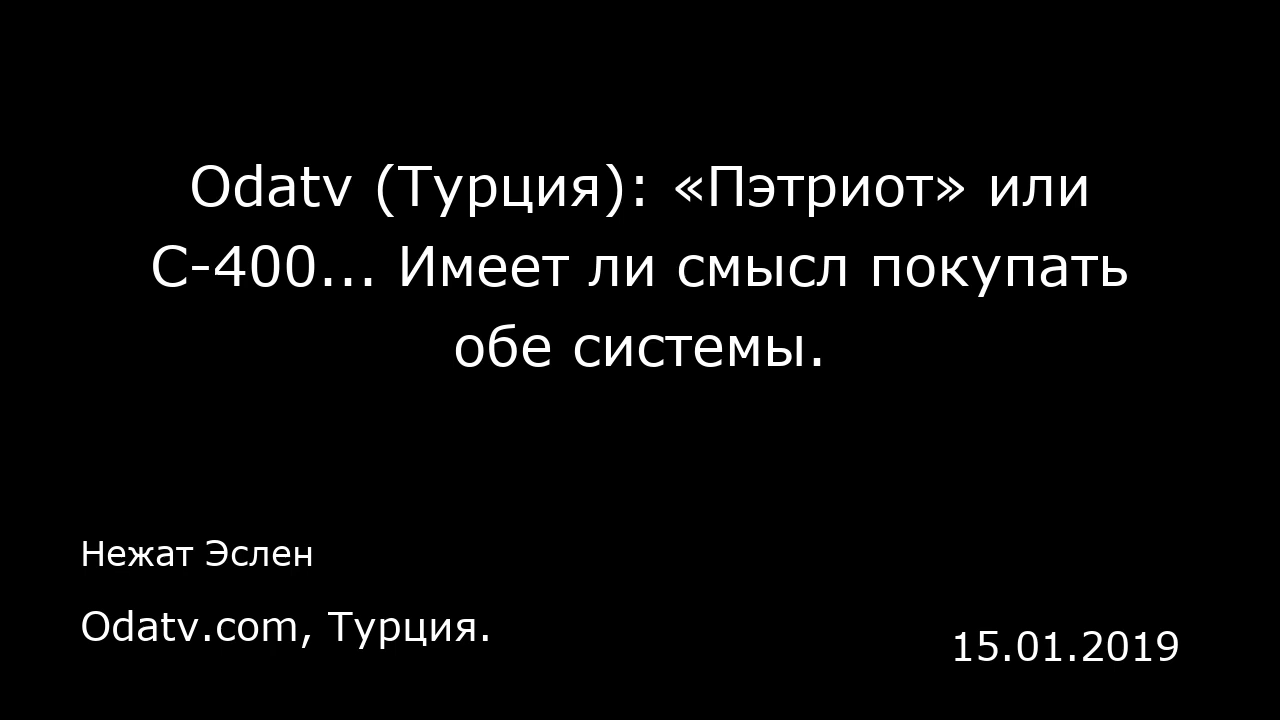 Odatv (Турция): «Пэтриот» или
С-400... Имеет ли смысл покупать
обе системы.
Нежат Эслен
Odatv.com, Турция.
15.01.2019